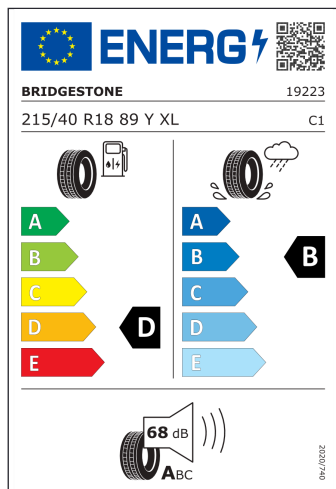 ENERG
BRIDGESTONE 19223
215/40 R18 89 Y XL C1
A
B
C
D
E
D
A
B
C
D
E
B
68 dB
ABC
2020/740